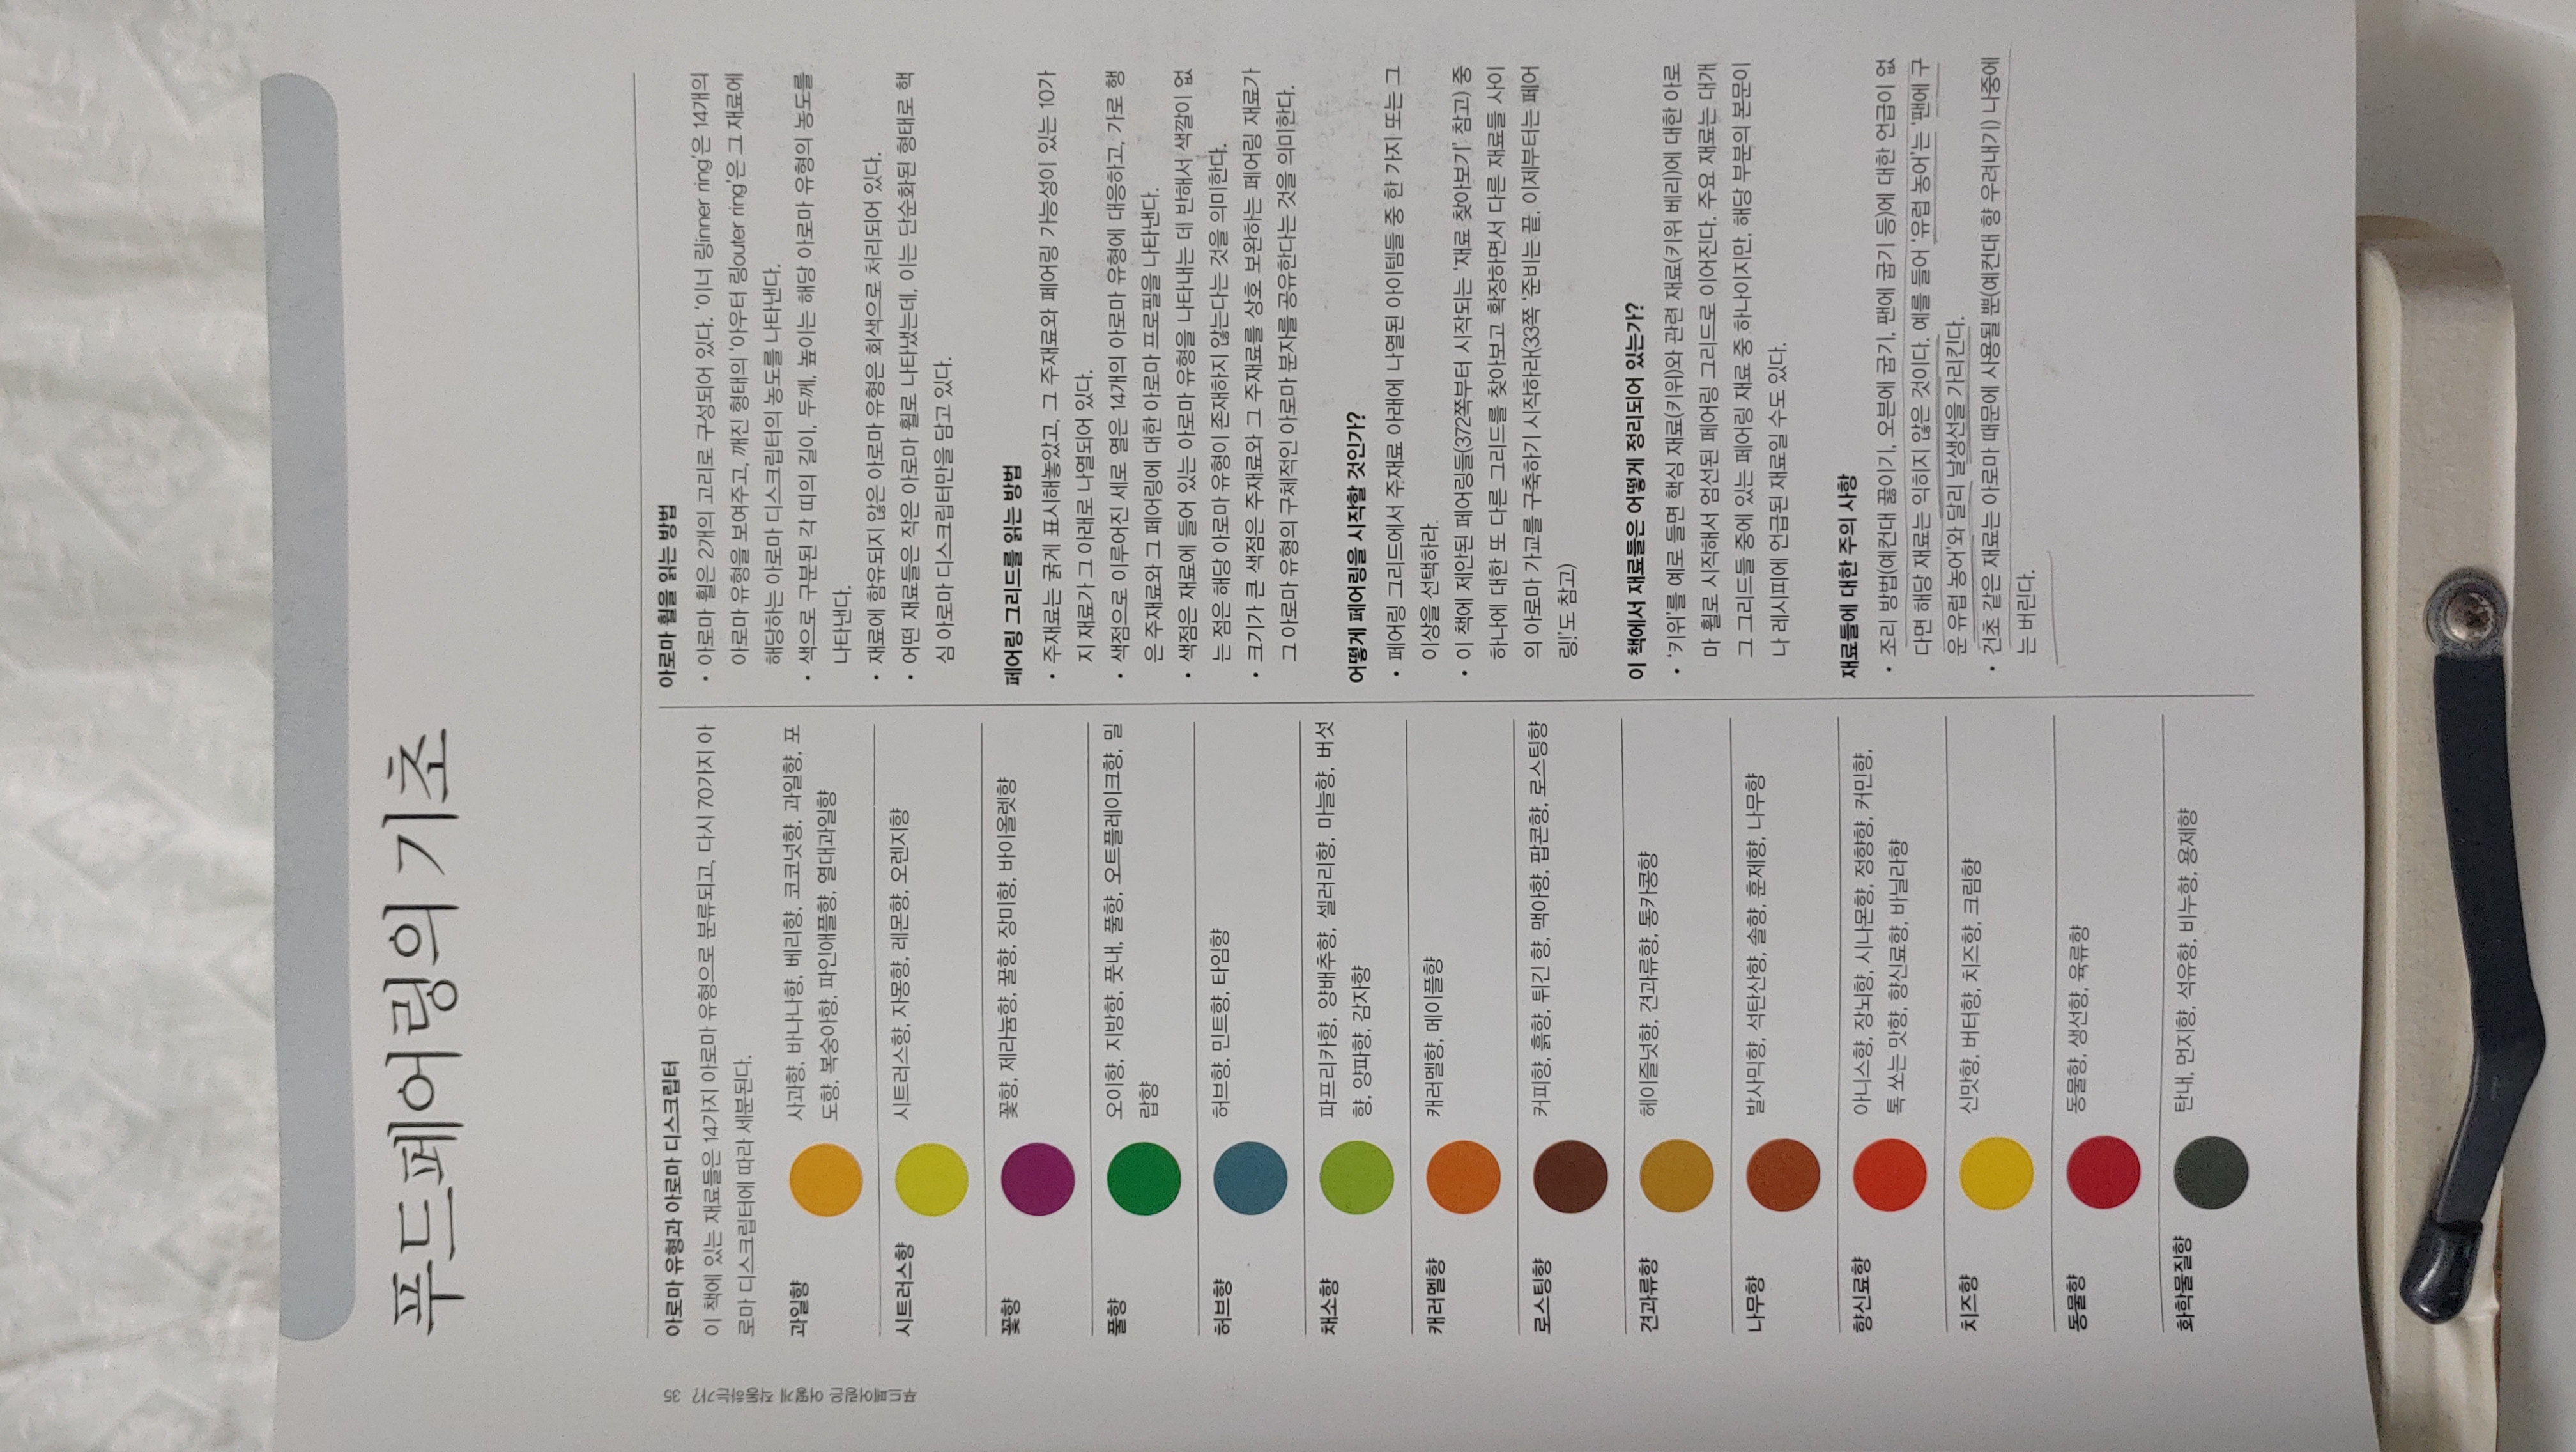 푸드페어링의 기초
푸드페어링은 어떻게 작동하는가? 35
아로마 유형과 아로마 디스크립터
이 책에 있는 재료들은 14가지 아로마 유형으로 분류되고, 다시 70가지 아
로마 디스크립터에 따라 세분된다.
과일향
사과향, 바나나향, 베리향, 코코넛향, 과일향, 포
도향, 복숭아향, 파인애플향, 열대과일향
시트러스향
시트러스향, 자몽향, 레몬향, 오렌지향
꽃향
꽃향, 제라늄향, 꿀향, 장미향, 바이올렛향
풀향
오이향, 지방향, 풋내, 풀향, 오트플레이크향, 밀
랍향
허브향
허브향, 민트향, 타임향
채소향
파프리카향, 양배추향, 셀러리향, 마늘향, 버섯
향, 양파향, 감자향
캐러멜향
캐러멜향, 메이플향
로스팅향
커피향, 흙향, 튀긴 향, 맥아향, 팝콘향, 로스팅향
견과류향
헤이즐넛향, 견과류향, 통카콩향
나무향
발사믹향, 석탄산향, 솔향, 훈제향, 나무향
향신료향
아니스향, 장뇌향, 시나몬향, 정향향, 커민향,
톡 쏘는 맛향, 향신료향, 바닐라향
치즈향
신맛향, 버터향, 치즈향, 크림향
동물향
동물향, 생선향, 육류향
화학물질향
탄내, 먼지향, 석유향, 비누향, 용제향
아로마 휠을 읽는 방법
• 아로마 휠은 2개의 고리로 구성되어 있다. ‘이너 링inner ring’은 14개의
아로마 유형을 보여주고, 깨진 형태의 ‘아우터 링outer ring’은 그 재료에
해당하는 아로마 디스크립터의 농도를 나타낸다.
• 색으로 구분된 각 띠의 길이, 두께, 높이는 해당 아로마 유형의 농도를
나타낸다.
• 재료에 함유되지 않은 아로마 유형은 회색으로 처리되어 있다.
• 어떤 재료들은 작은 아로마 휠로 나타냈는데, 이는 단순화된 형태로 핵
심 아로마 디스크립터만을 담고 있다.
페어링 그리드를 읽는 방법
• 주재료는 굵게 표시해놓았고, 그 주재료와 페어링 가능성이 있는 10가
지 재료가 그 아래로 나열되어 있다.
• 색점으로 이루어진 세로 열은 14개의 아로마 유형에 대응하고, 가로 행
은 주재료와 그 페어링에 대한 아로마 프로필을 나타낸다.
• 색점은 재료에 들어 있는 아로마 유형을 나타내는 데 반해서 색깔이 없
는 점은 해당 아로마 유형이 존재하지 않는다는 것을 의미한다.
• 크기가 큰 색점은 주재료와 그 주재료를 상호 보완하는 페어링 재료가
그 아로마 유형의 구체적인 아로마 분자를 공유한다는 것을 의미한다.
어떻게 페어링을 시작할 것인가?
• 페어링 그리드에서 주재료 아래에 나열된 아이템들 중 한 가지 또는 그
이상을 선택하라.
• 이 책에 제안된 페어링들(372쪽부터 시작되는 ‘재료 찾아보기’ 참고) 중
하나에 대한 또 다른 그리드를 찾아보고 확장하면서 다른 재료들 사이
의 아로마 가교를 구축하기 시작하라(33쪽 ‘준비는 끝, 이제부터는 페어
링!’도 참고)
이 책에서 재료들은 어떻게 정리되어 있는가?
• ‘키위’를 예로 들면 핵심 재료(키위)와 관련 재료(키위 베리)에 대한 아로
마 휠로 시작해서 엄선된 페어링 그리드로 이어진다. 주요 재료는 대개
그 그리드들 중에 있는 페어링 재료 중 하나이지만, 해당 부분의 본문이
나 레시피에 언급된 재료일 수도 있다.
재료들에 대한 주의 사항
• 조리 방법(예컨대 끓이기, 오븐에 굽기, 팬에 굽기 등)에 대한 언급이 없
다면 해당 재료는 익히지 않은 것이다. 예를 들어 ‘유럽 농어’는 ‘팬에 구
운 유럽 농어’와 달리 날생선을 가리킨다.
• 건초 같은 재료는 아로마 때문에 사용될 뿐(예컨대 향 우려내기) 나중에
는 버린다.